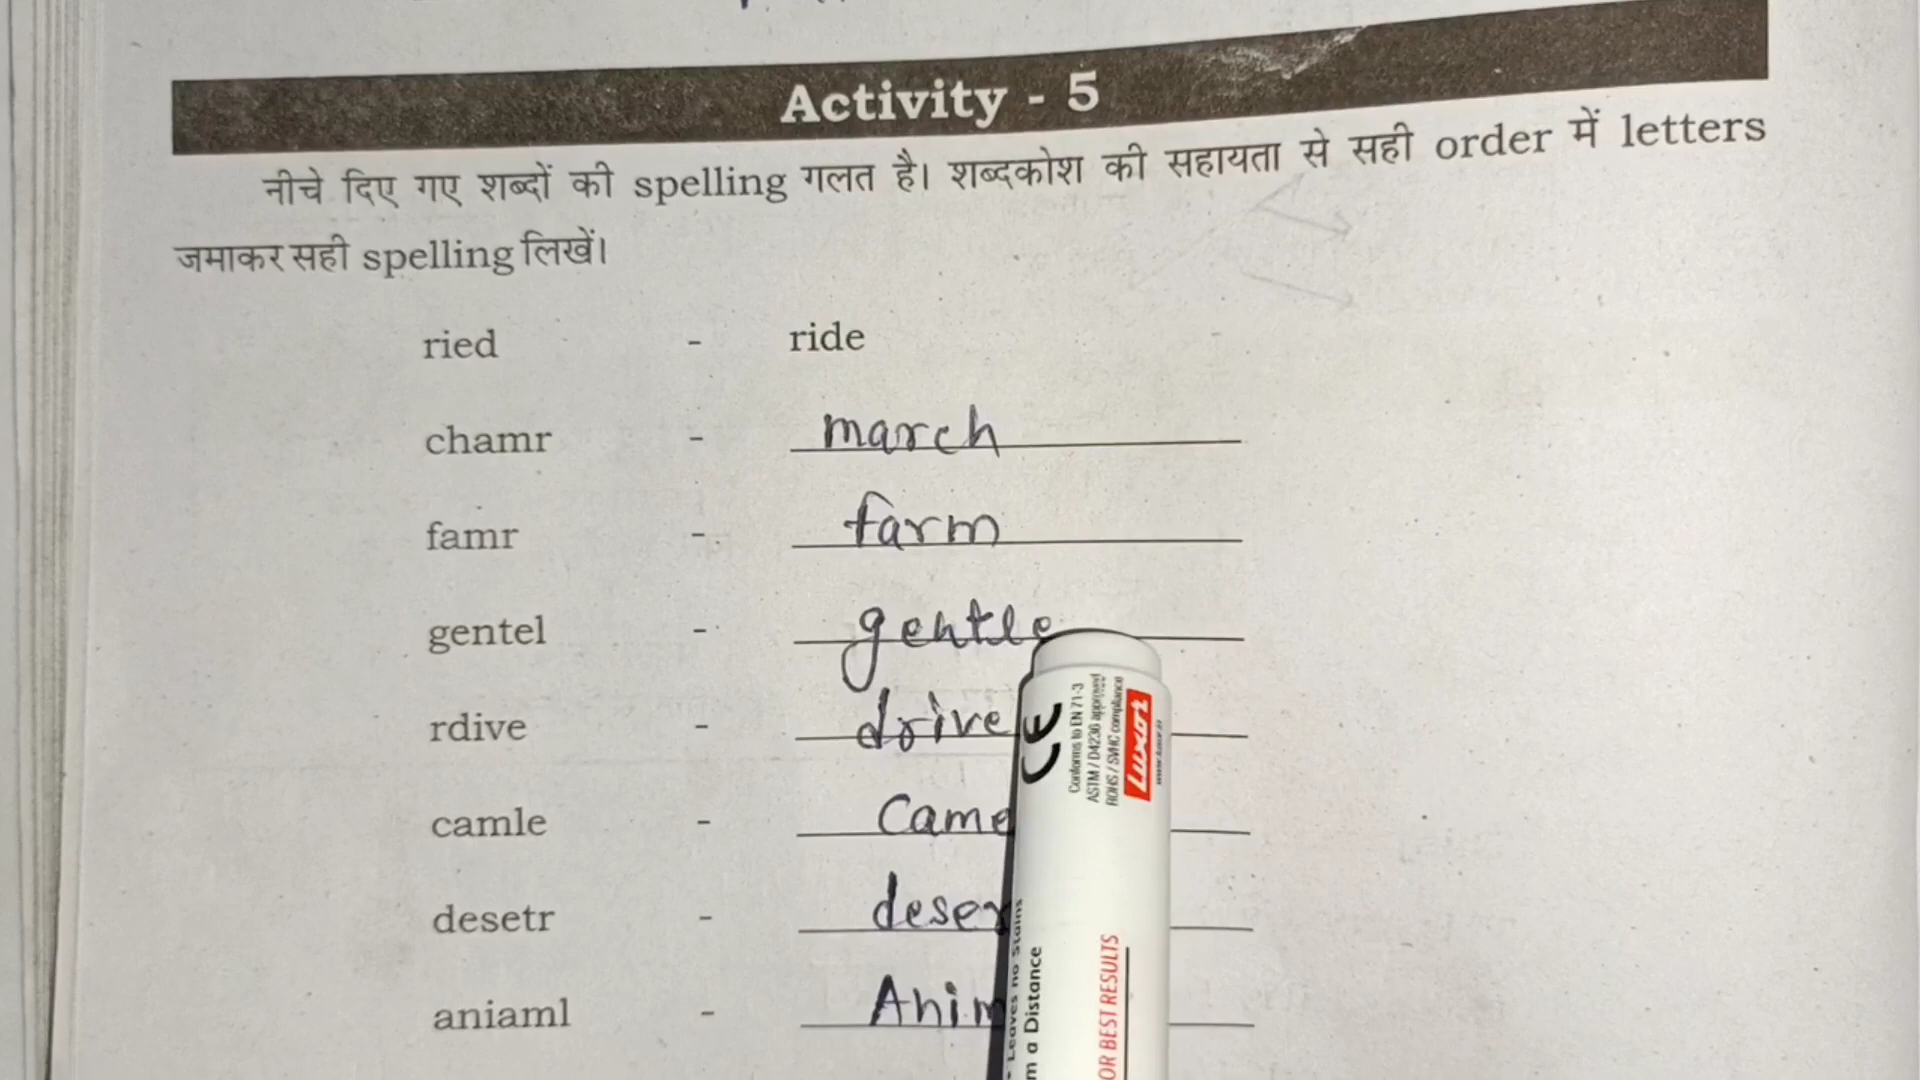 Activity - 5
नीचे दिए गए शब्दों की spelling गलत है। शब्दकोश की सहायता से सही order में letters
जमाकर सही spelling लिखें।
ried - ride
chamr - march
famr - farm
gentel - gentle
rdive - drive
camle - Came
desetr - deser
aniaml - Anim
CE
Conforms to EN 71-3
ASTM / D4236 approved
ROHS / SVHC compliance
Luxor
Leaves no Stains
m a Distance
OR BEST RESULTS